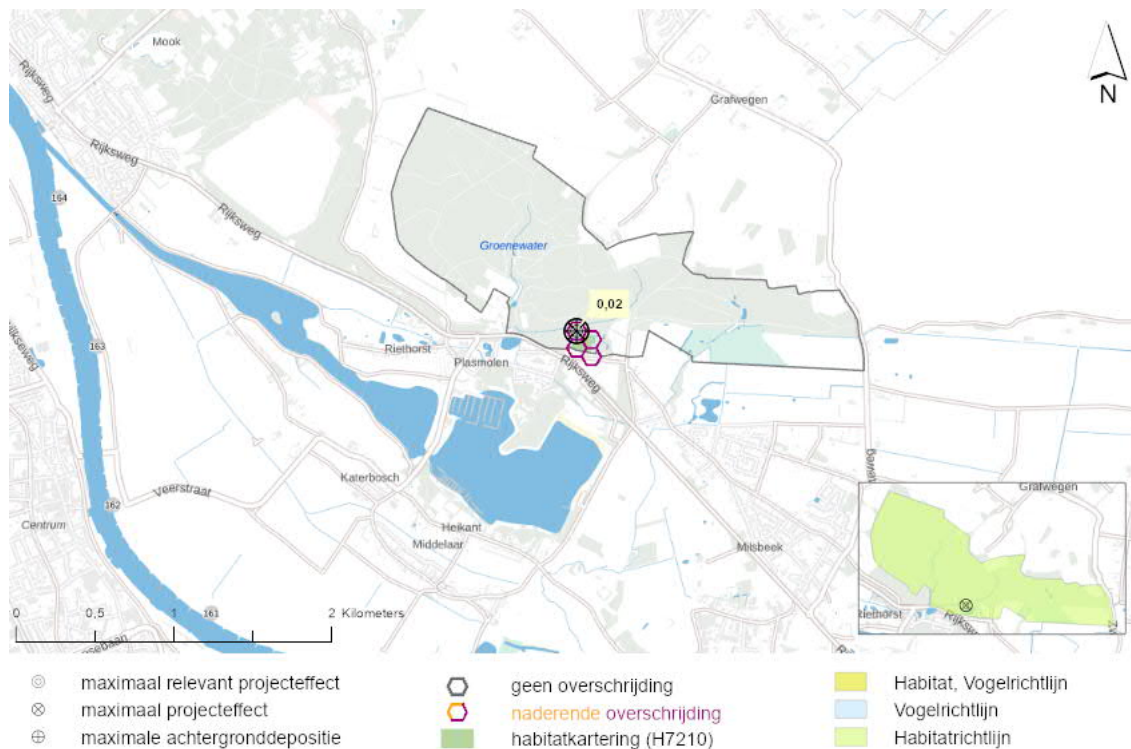 Mook
Rijksweg
Rijksweg
Grafwegen
N
164
Rijksweg
Groenewater
0,02
163
Riethorst
Plasmolen
Rijksweg
Katerbosch
Veerstraat
162
Centrum
Heikant
Middelaar
Milsbeek
Grafwegen
Riethorst
Rijksweg
0 0,5 1 161 2 Kilometers
maximaal relevant projecteffect
maximaal projecteffect
maximale achtergronddepositie
geen overschrijding
naderende overschrijding
habitatkartering (H7210)
Habitat, Vogelrichtlijn
Vogelrichtlijn
Habitatrichtlijn